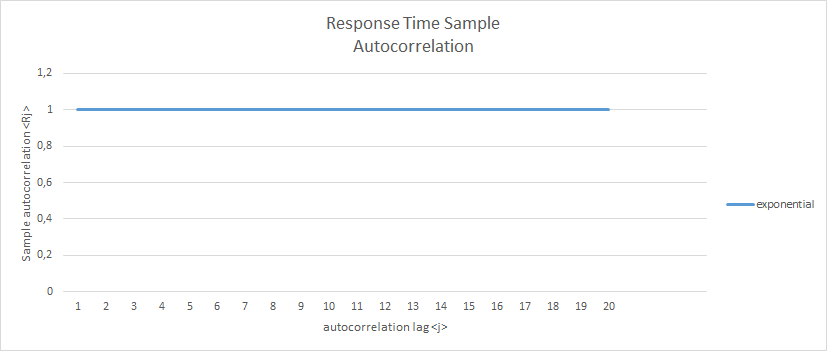 Response Time Sample
Autocorrelation
1,2
1
0,8
0,6
0,4
0,2
0
Sample autocorrelation <Rj>
1 2 3 4 5 6 7 8 9 10 11 12 13 14 15 16 17 18 19 20
autocorrelation lag <j>
exponential